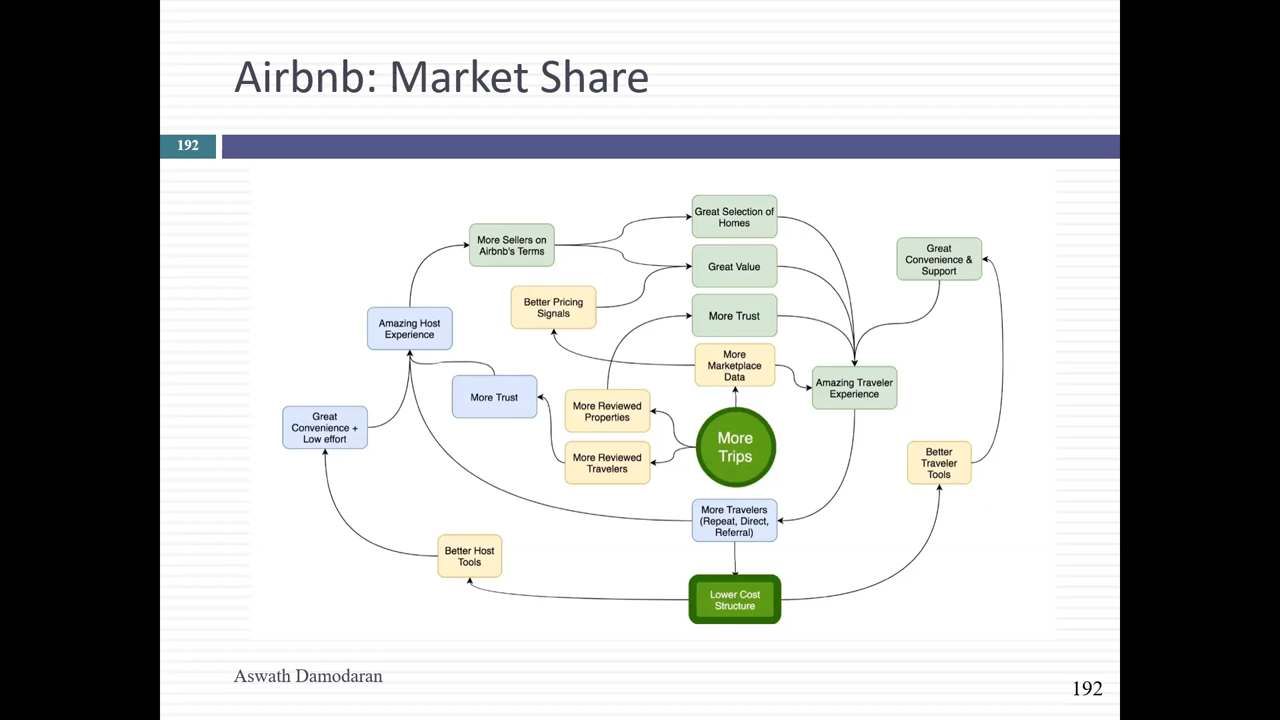 Airbnb: Market Share
192
Great Selection of
Homes
More Sellers on
Airbnb's Terms
Great
Convenience &
Support
Great Value
Better Pricing
Signals
More Trust
Amazing Host
Experience
More
Marketplace
Data
Amazing Traveler
Experience
More Trust
More Reviewed
Properties
Great
Convenience +
Low effort
More
Trips
More Reviewed
Travelers
Better
Traveler
Tools
More Travelers
(Repeat, Direct,
Referral)
Better Host
Tools
Lower Cost
Structure
Aswath Damodaran
192